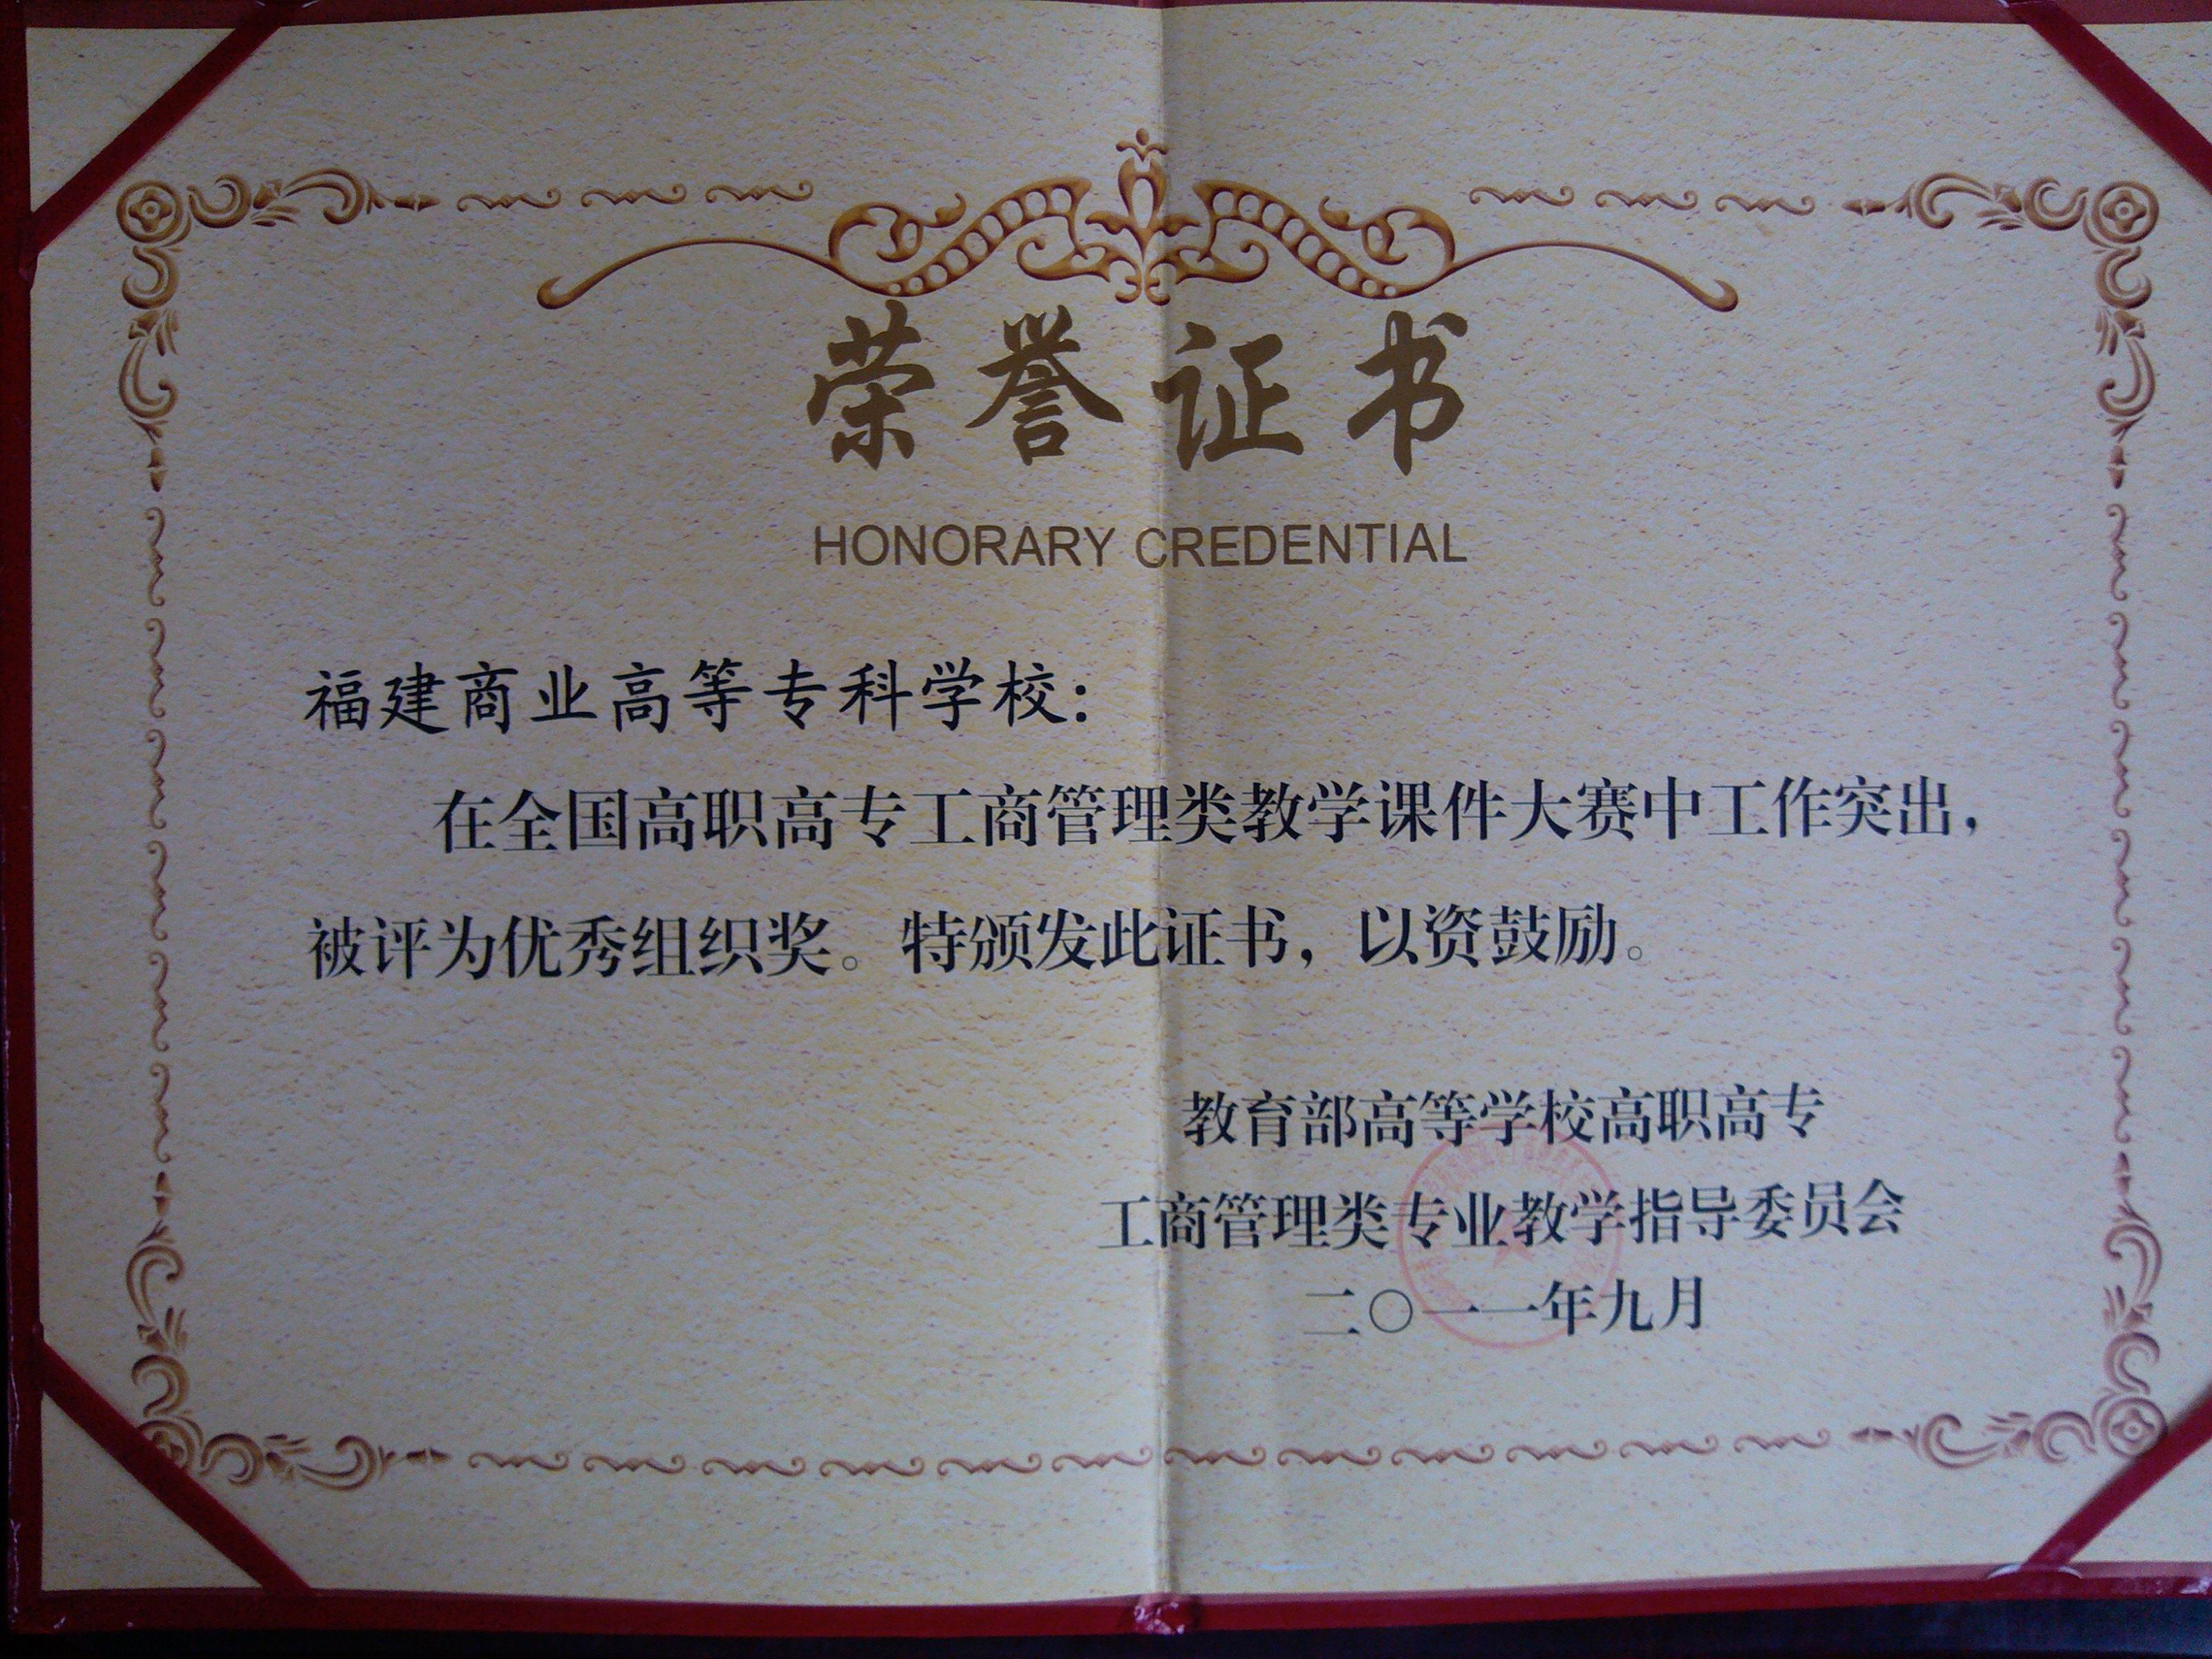 荣誉证书
HONORARY CREDENTIAL
福建商业高等专科学校：
在全国高职高专工商管理类教学课件大赛中工作突出，
被评为优秀组织奖。特颁发此证书，以资鼓励。
教育部高等学校高职高专
工商管理类专业教学指导委员会
二〇一一年九月